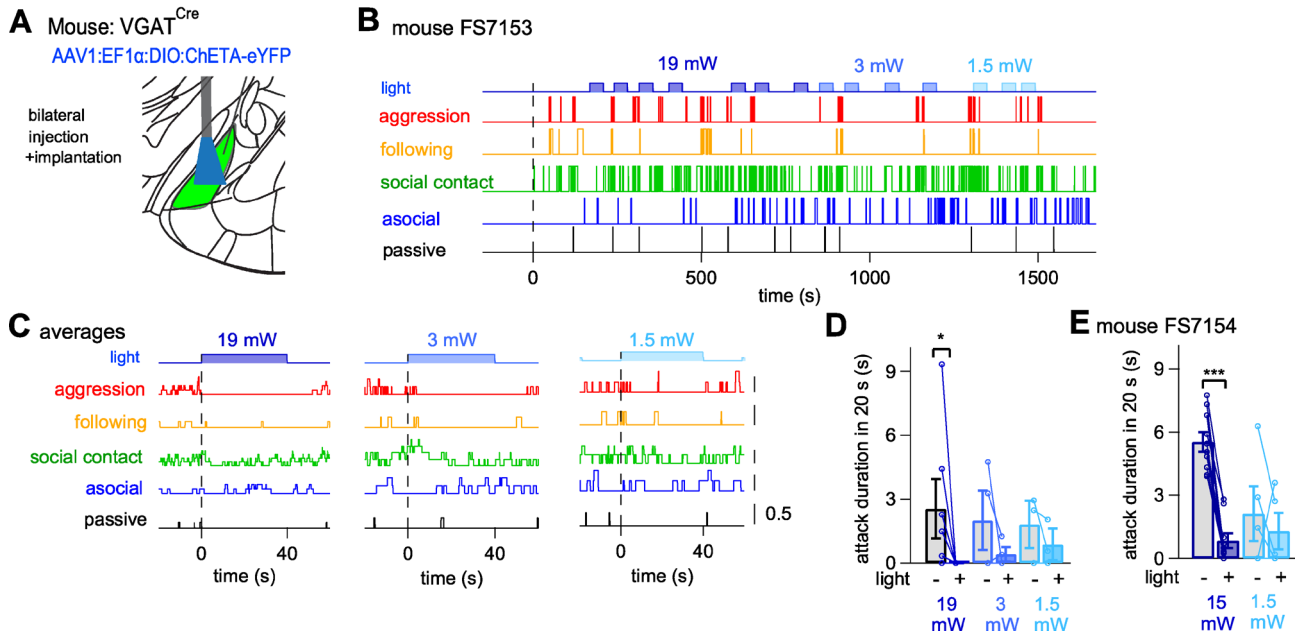 A Mouse: VGATCre
AAV1:EF1α:DIO:ChETA-eYFP
bilateral
injection
+implantation
B mouse FS7153
19 mW 3 mW 1.5 mW
light
aggression
following
social contact
asocial
passive
0 500 1000 1500
time (s)
C averages
19 mW 3 mW 1.5 mW
light
aggression
following
social contact
asocial
passive
0.5
0 40 0 40 0 40
time (s) time (s) time (s)
D
*
attack duration in 20 s (s)
9
6
3
0
light - + - + - +
19 3 1.5
mW mW mW
E mouse FS7154
***
attack duration in 20 s (s)
9
6
3
0
light - + - +
15 1.5
mW mW